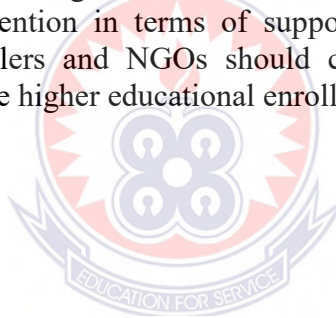 ention in terms of suppo
lers and NGOs should c
e higher educational enroll
EDUCATION FOR SERVICE